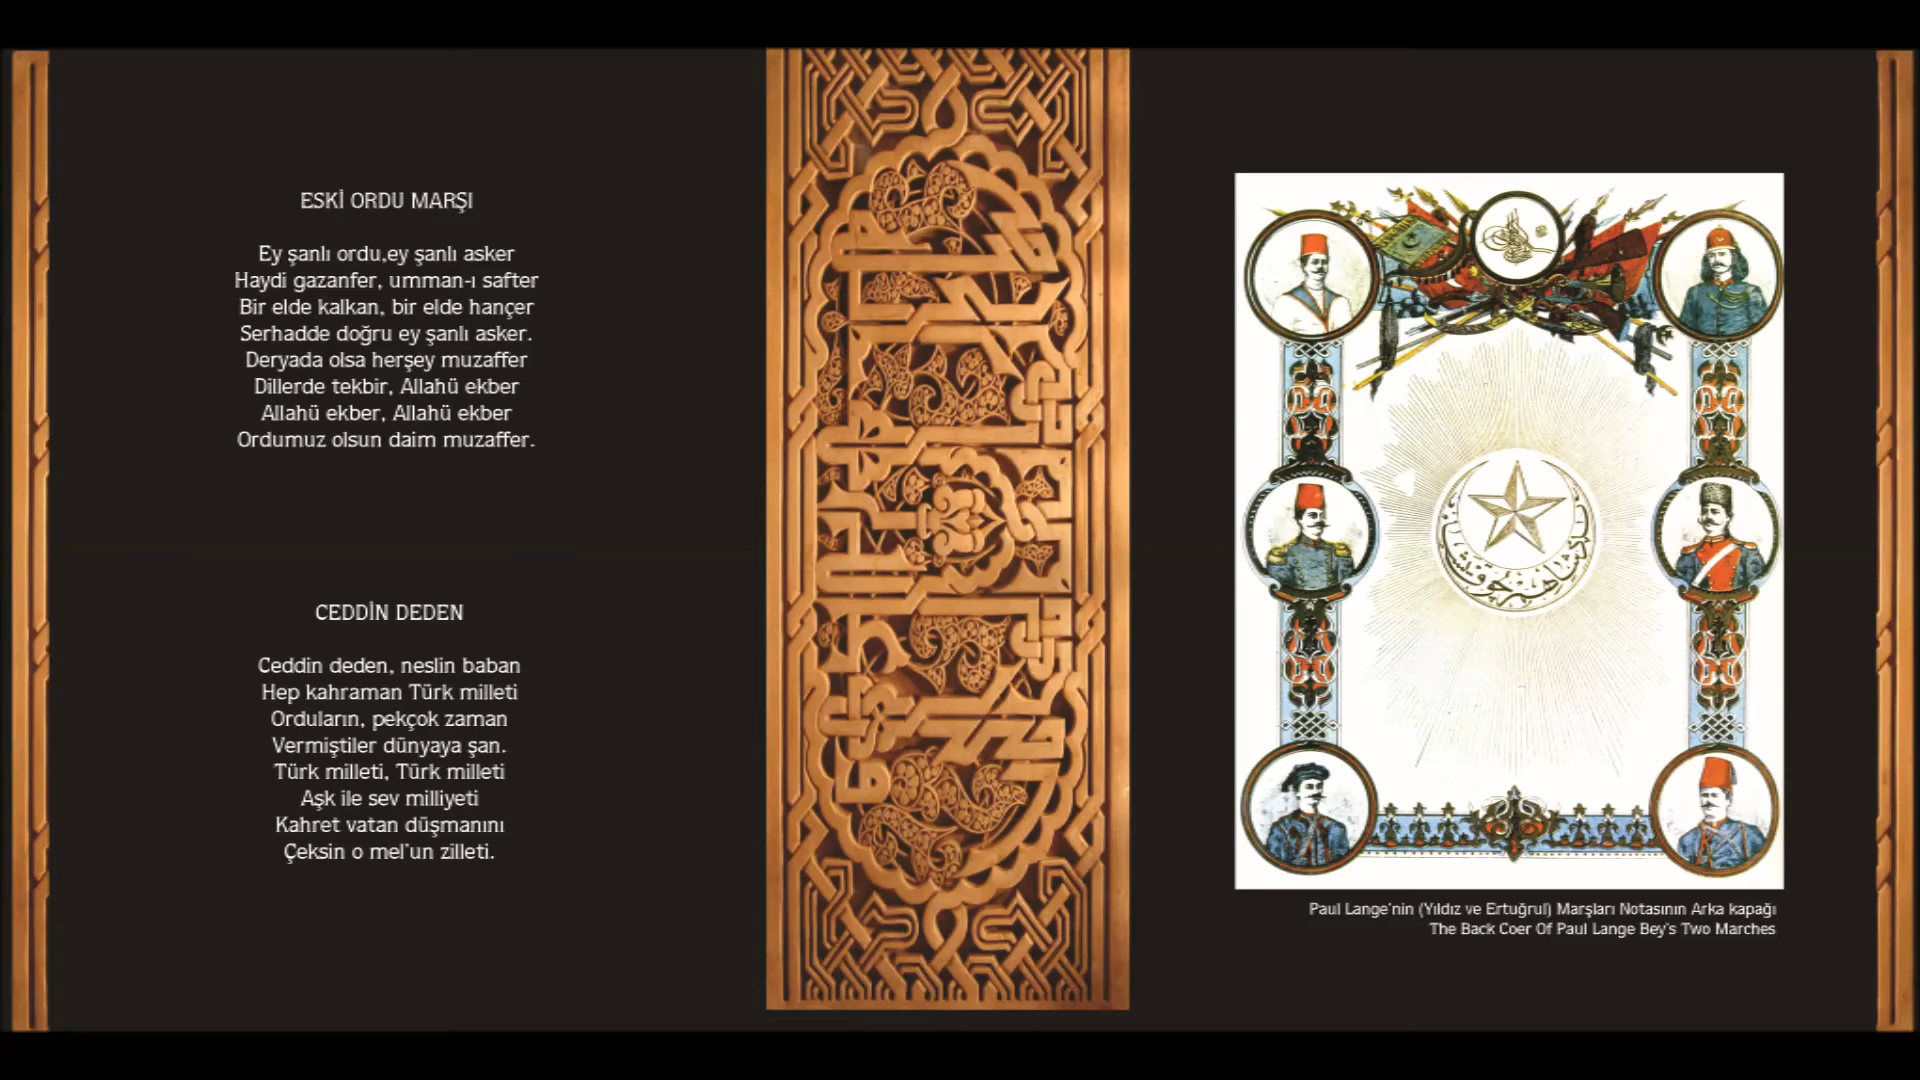 ESKİ ORDU MARŞI
Ey şanlı ordu,ey şanlı asker
Haydi gazanfer, umman-ı safter
Bir elde kalkan, bir elde hançer
Serhadde doğru ey şanlı asker.
Deryada olsa herşey muzaffer
Dillerde tekbir, Allahü ekber
Allahü ekber, Allahü ekber
Ordumuz olsun daim muzaffer.
CEDDİN DEDEN
Ceddin deden, neslin baban
Hep kahraman Türk milleti
Orduların, pekçok zaman
Vermiştiler dünyaya şan.
Türk milleti, Türk milleti
Aşk ile sev milliyeti
Kahret vatan düşmanını
Çeksin o mel'un zilleti.
Paul Lange'nin (Yıldız ve Ertuğrul) Marşları Notasının Arka kapağı
The Back Coer Of Paul Lange Bey's Two Marches